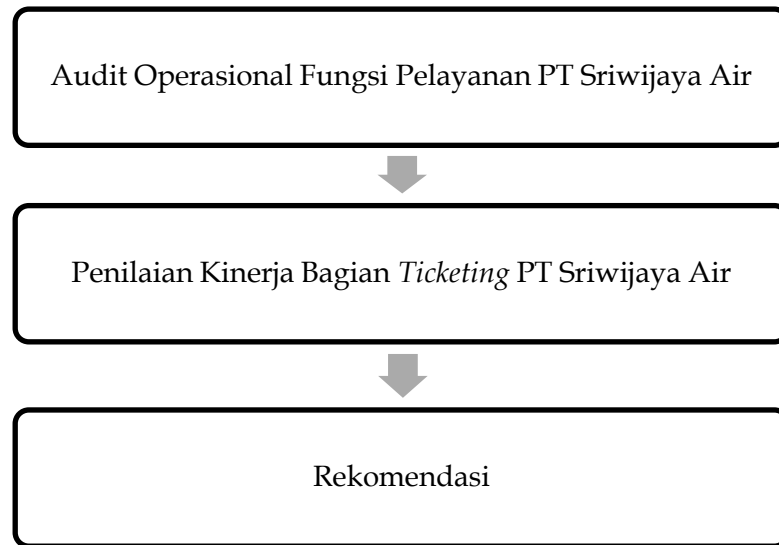 Audit Operasional Fungsi Pelayanan PT Sriwijaya Air
Penilaian Kinerja Bagian Ticketing PT Sriwijaya Air
Rekomendasi